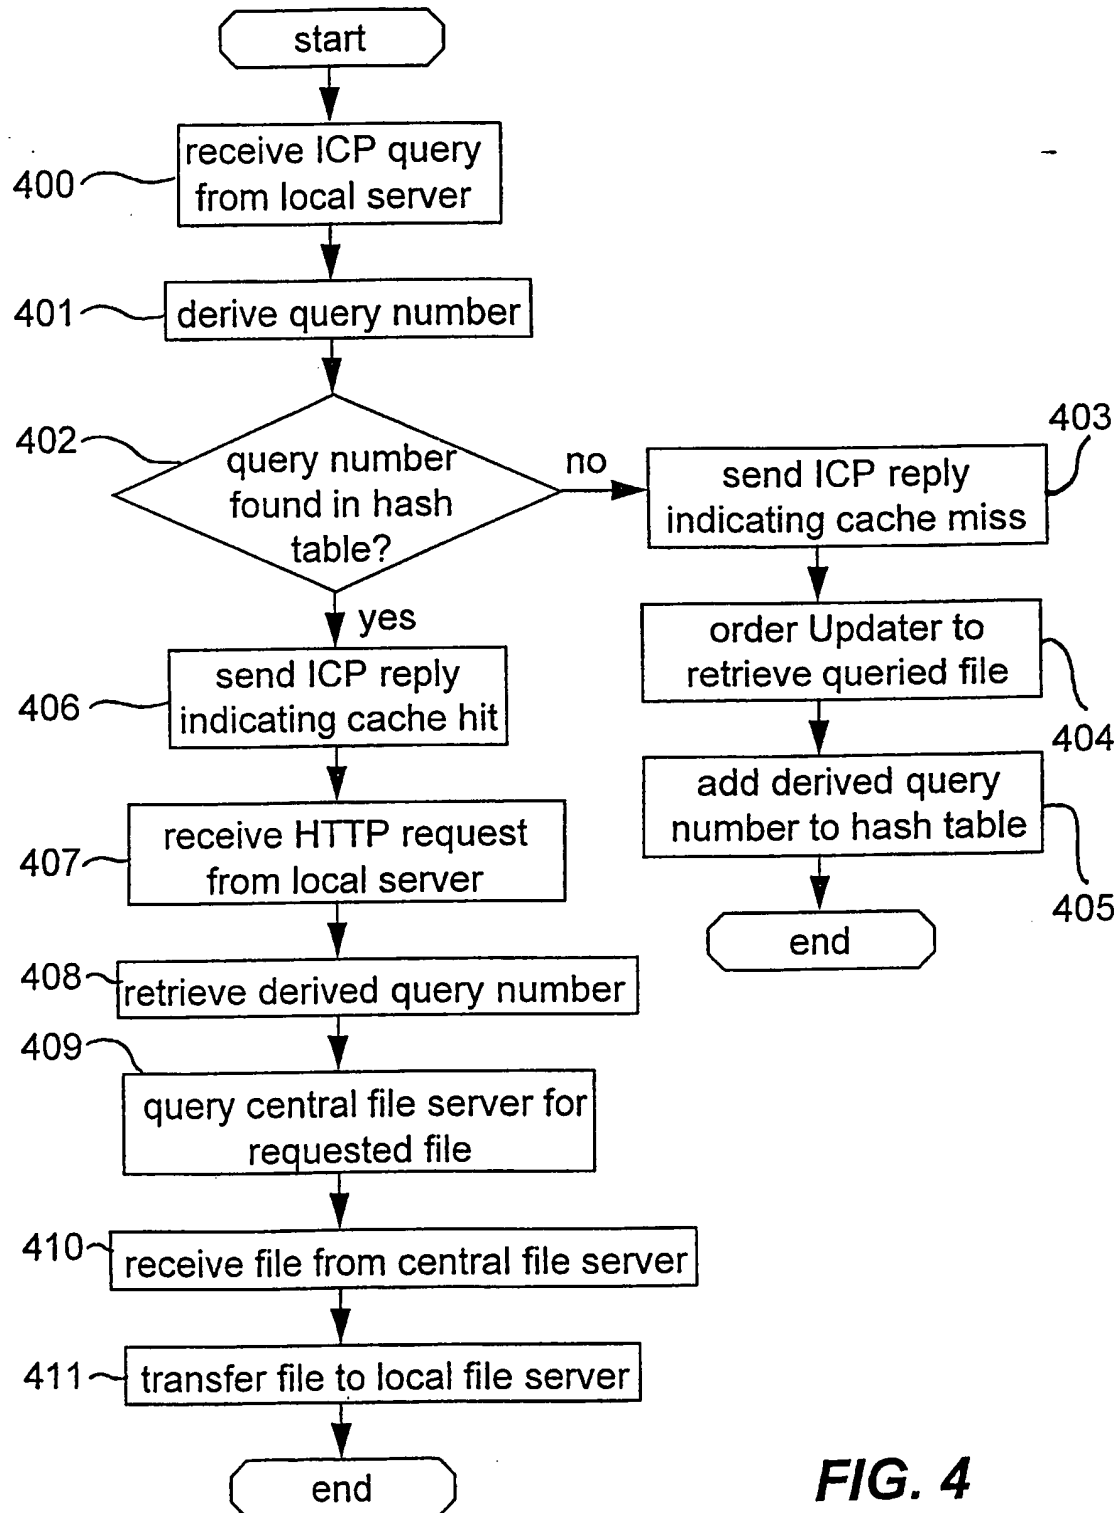 start
400
receive ICP query
from local server
401
derive query number
402
query number
found in hash
table?
no
403
send ICP reply
indicating cache miss
order Updater to
retrieve queried file
404
add derived query
number to hash table
405
end
yes
406
send ICP reply
indicating cache hit
407
receive HTTP request
from local server
408
retrieve derived query number
409
query central file server for
requested file
410
receive file from central file server
411
transfer file to local file server
end
FIG. 4